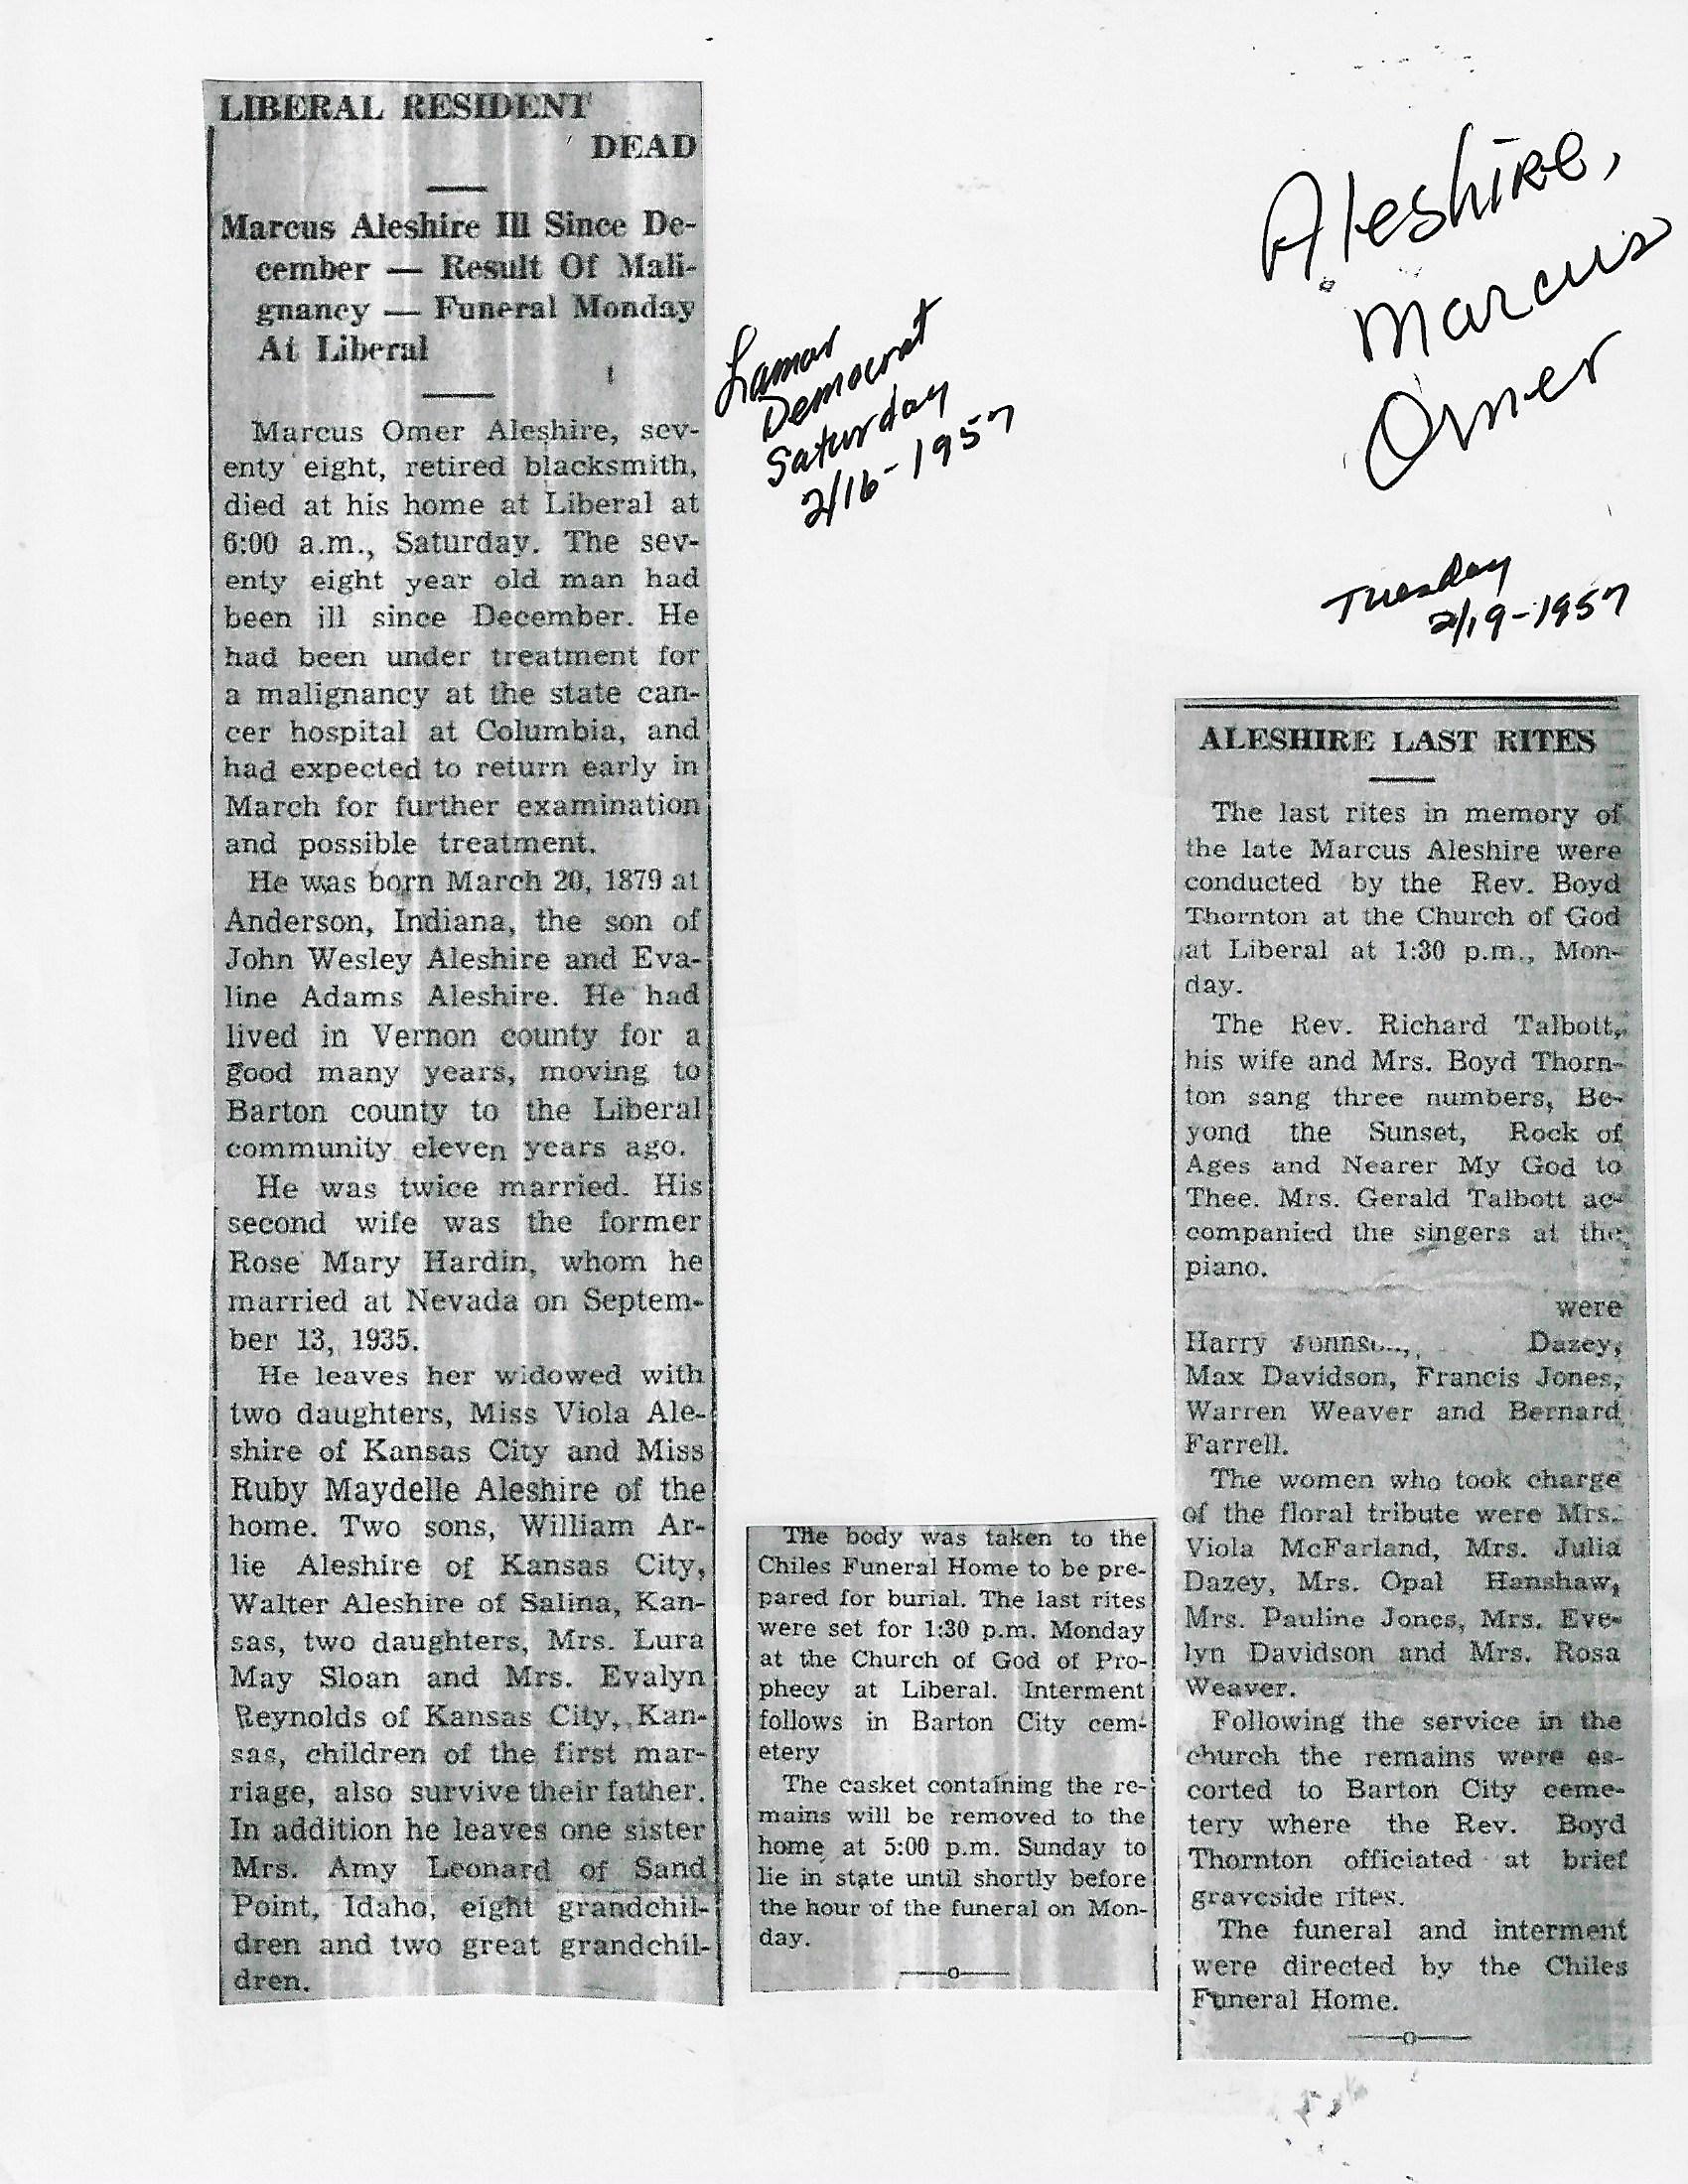 LIBERAL RESIDENT
DEAD
Marcus Aleshire Ill Since De-
cember — Result Of Mali-
gnancy — Funeral Monday
At Liberal
Marcus Omer Aleshire, sev-
enty eight, retired blacksmith,
died at his home at Liberal at
6:00 a.m., Saturday. The sev-
enty eight year old man had
been ill since December. He
had been under treatment for
a malignancy at the state can-
cer hospital at Columbia, and
had expected to return early in
March for further examination
and possible treatment.
He was born March 20, 1879 at
Anderson, Indiana, the son of
John Wesley Aleshire and Eva-
line Adams Aleshire. He had
lived in Vernon county for a
good many years, moving to
Barton county to the Liberal
community eleven years ago.
He was twice married. His
second wife was the former
Rose Mary Hardin, whom he
married at Nevada on Septem-
ber 13, 1935.
He leaves her widowed with
two daughters, Miss Viola Ale-
shire of Kansas City and Miss
Ruby Maydelle Aleshire of the
home. Two sons, William Ar-
lie Aleshire of Kansas City,
Walter Aleshire of Salina, Kan-
sas, two daughters, Mrs. Lura
May Sloan and Mrs. Evalyn
Reynolds of Kansas City, Kan-
sas, children of the first mar-
riage, also survive their father.
In addition he leaves one sister
Mrs. Amy Leonard of Sand
Point, Idaho, eight grandchil-
dren and two great grandchil-
dren.
Lamar
Democrat
Saturday
2/16-1957
The body was taken to the
Chiles Funeral Home to be pre-
pared for burial. The last rites
were set for 1:30 p.m. Monday
at the Church of God of Pro-
phecy at Liberal. Interment
follows in Barton City cem-
etery
The casket containing the re-
mains will be removed to the
home at 5:00 p.m. Sunday to
lie in state until shortly before
the hour of the funeral on Mon-
day.
Aleshire,
Marcus
Omer
Tuesday
2/19-1957
ALESHIRE LAST RITES
The last rites in memory of
the late Marcus Aleshire were
conducted by the Rev. Boyd
Thornton at the Church of God
at Liberal at 1:30 p.m., Mon-
day.
The Rev. Richard Talbott,
his wife and Mrs. Boyd Thorn-
ton sang three numbers, Be-
yond the Sunset, Rock of
Ages and Nearer My God to
Thee. Mrs. Gerald Talbott ac-
companied the singers at the
piano.
were
Harry Dazey,
Max Davidson, Francis Jones,
Warren Weaver and Bernard
Farrell.
The women who took charge
of the floral tribute were Mrs.
Viola McFarland, Mrs. Julia
Dazey, Mrs. Opal Hanshaw,
Mrs. Pauline Jones, Mrs. Eve-
lyn Davidson and Mrs. Rosa
Weaver.
Following the service in the
church the remains were es-
corted to Barton City ceme-
tery where the Rev. Boyd
Thornton officiated at brief
graveside rites.
The funeral and interment
were directed by the Chiles
Funeral Home.